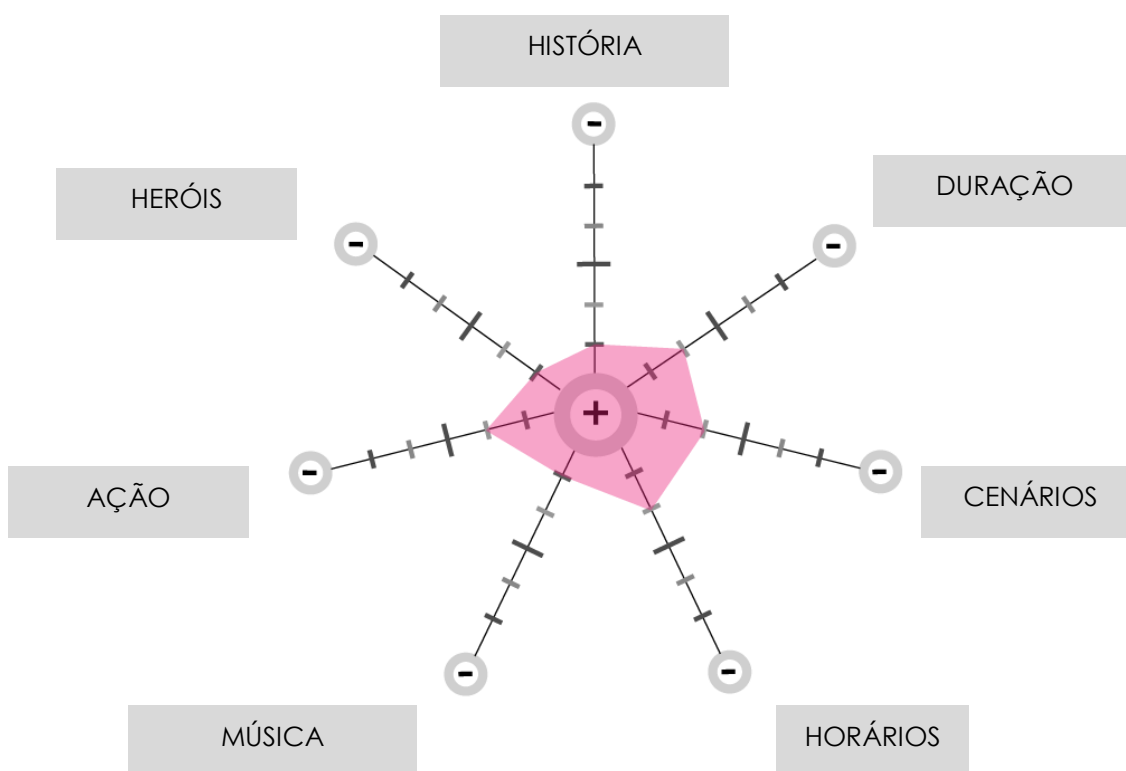 HISTÓRIA
-
HERÓIS
DURAÇÃO
-
-
+
AÇÃO
-
-
CENÁRIOS
-
-
MÚSICA
HORÁRIOS